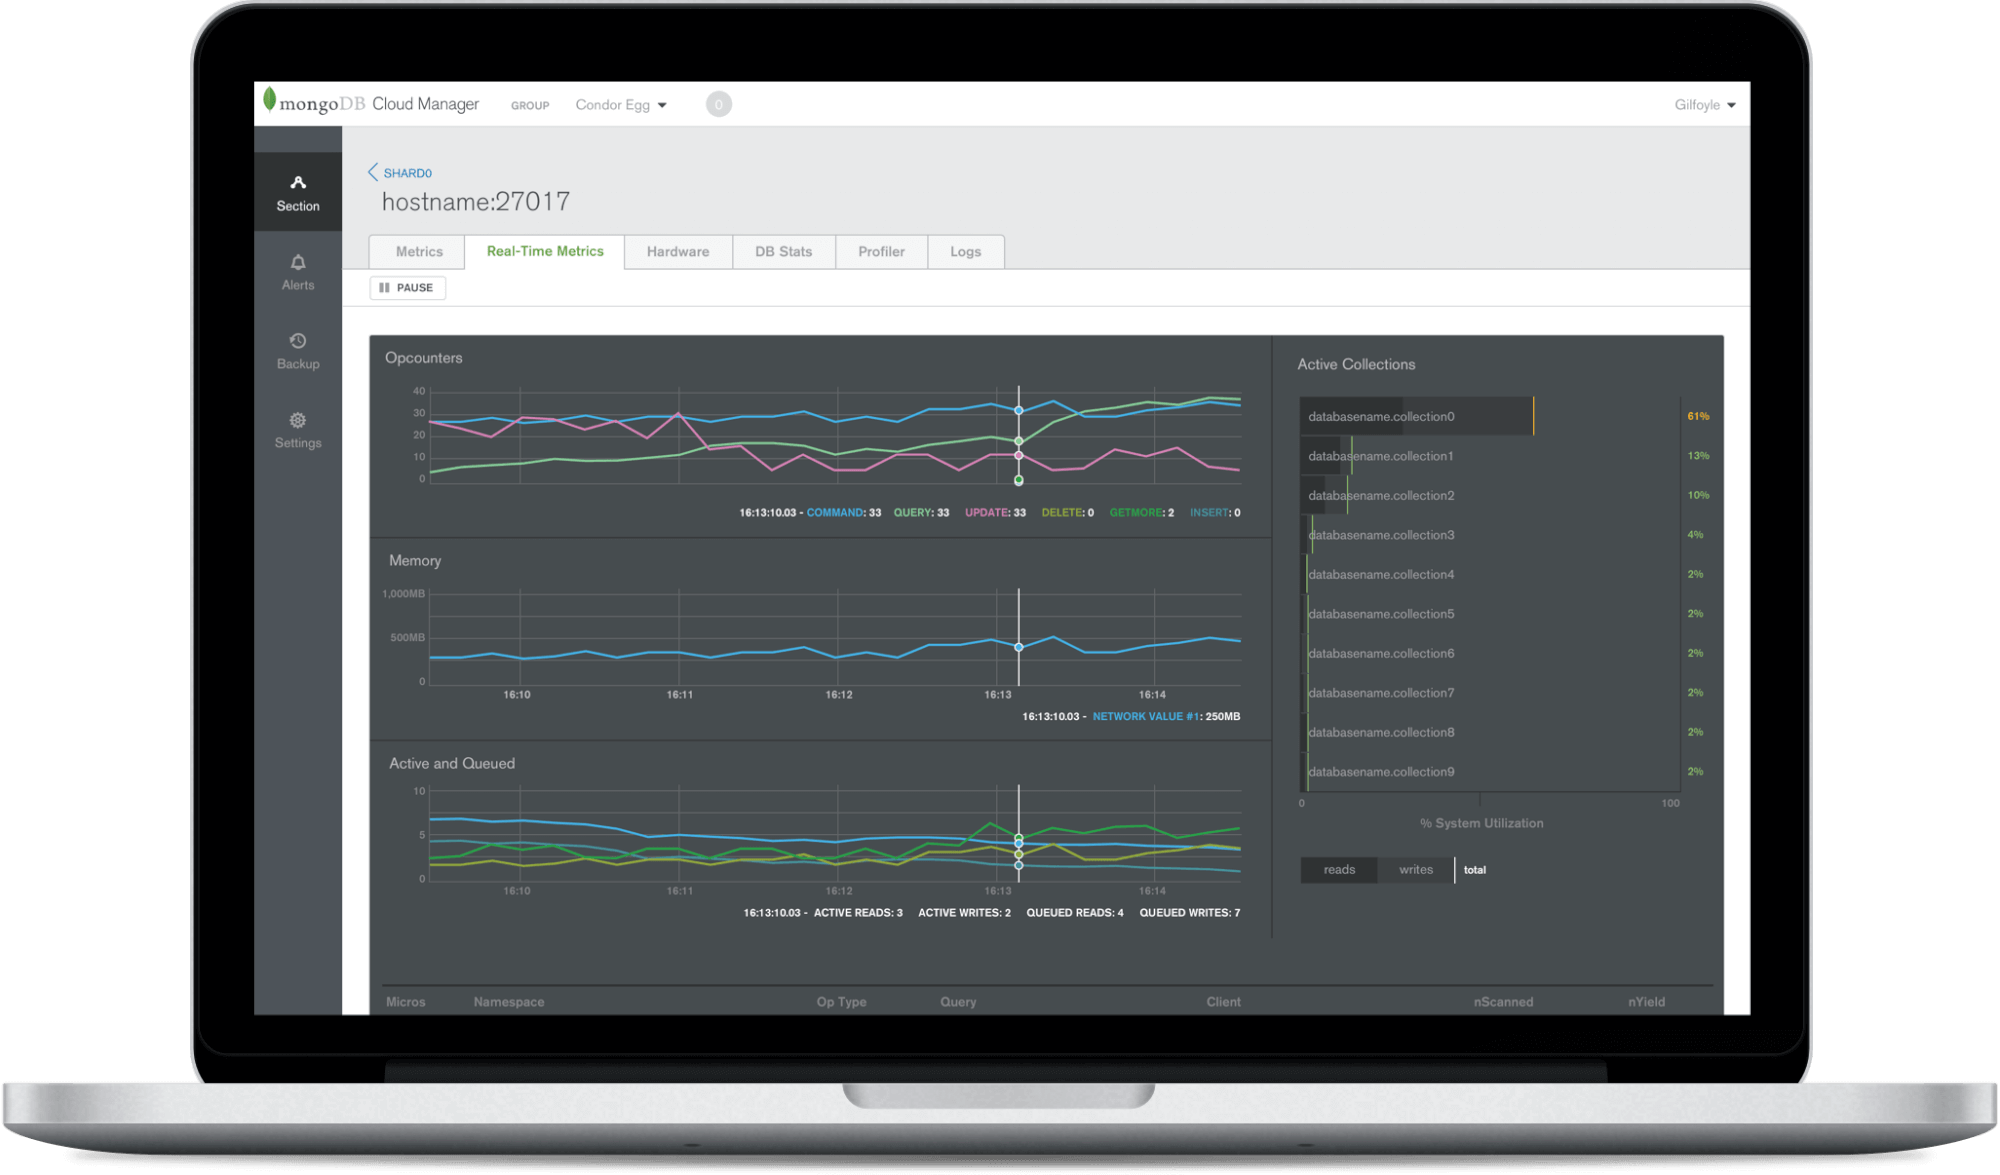 mongoDB Cloud Manager GROUP Condor Egg 0 Gilfoyle
Section
Alerts
Backup
Settings
SHARD0
hostname:27017
Metrics Real-Time Metrics Hardware DB Stats Profiler Logs
PAUSE
Opcounters
40
30
20
10
0
16:13:10.03 - COMMAND: 33 QUERY: 33 UPDATE: 33 DELETE: 0 GETMORE: 2 INSERT: 0
Memory
1,000MB
500MB
0
16:10 16:11 16:12 16:13 16:14
16:13:10.03 - NETWORK VALUE #1: 250MB
Active and Queued
10
5
0
16:10 16:11 16:12 16:13 16:14
16:13:10.03 - ACTIVE READS: 3 ACTIVE WRITES: 2 QUEUED READS: 4 QUEUED WRITES: 7
Active Collections
databasename.collection0 61%
databasename.collection1 13%
databasename.collection2 10%
databasename.collection3 4%
databasename.collection4 2%
databasename.collection5 2%
databasename.collection6 2%
databasename.collection7 2%
databasename.collection8 2%
databasename.collection9 2%
0 100
% System Utilization
reads writes total
Micros Namespace Op Type Query Client nScanned nYield